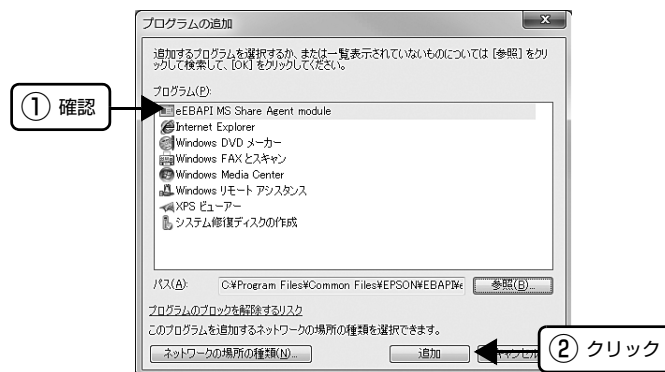 プログラムの追加
追加するプログラムを選択するか、または一覧表示されていないものについては [参照] をクリ
ックして検索して、[OK] をクリックしてください。
プログラム(P):
① 確認
eEBAPI MS Share Agent module
Internet Explorer
Windows DVD メーカー
Windows FAX とスキャン
Windows Media Center
Windows リモート アシスタンス
XPS ビューアー
システム修復ディスクの作成
パス(A):
C:¥Program Files¥Common Files¥EPSON¥EBAPI¥e
参照(B)...
プログラムのブロックを解除するリスク
このプログラムを追加するネットワークの場所の種類を選択できます。
ネットワークの場所の種類(N)...
追加
② クリック